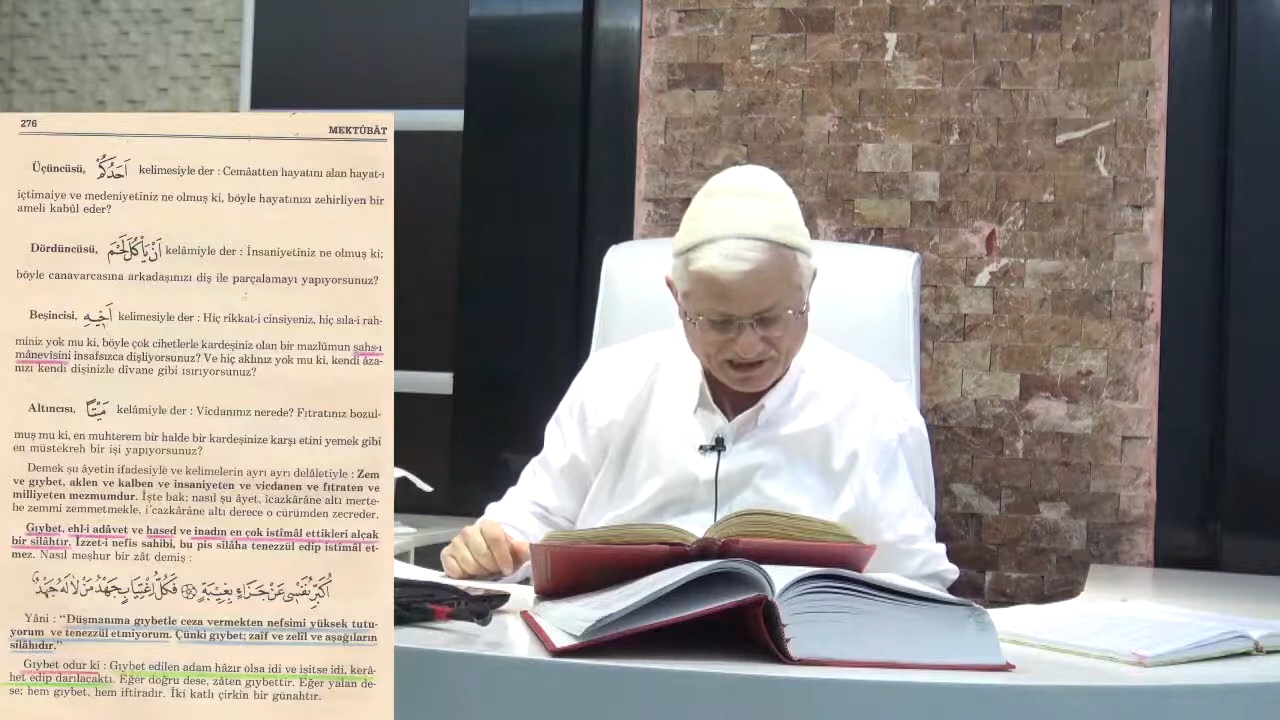 276
MEKTÛBÂT
Üçüncüsü, اَحَدُكُمْ kelimesiyle der : Cemâatten hayatını alan hayat-ı
içtimaiye ve medeniyetiniz ne olmuş ki, böyle hayatınızı zehirliyen bir
ameli kabûl eder?
Dördüncüsü, اَنْ يَاْكُلَ لَحْمَ kelâmiyle der : İnsaniyetiniz ne olmuş ki;
böyle canavarcasına arkadaşınızı diş ile parçalamayı yapıyorsunuz?
Beşincisi, اَخِيهِ kelimesiyle der : Hiç rikkat-i cinsiyeniz, hiç sıla-i rah-
miniz yok mu ki, böyle çok cihetlerle kardeşiniz olan bir mazlûmun şahs-ı
mânevîsini insafsızca dişliyorsunuz? Ve hiç aklınız yok mu ki, kendi âza-
nızı kendi dişinizle dîvane gibi ısırıyorsunuz?
Altıncısı, مَيْتًا kelâmiyle der : Vicdanınız nerede? Fıtratınız bozul-
muş mu ki, en muhterem bir halde bir kardeşinize karşı etini yemek gibi
en müstekreh bir işi yapıyorsunuz?
Demek şu âyetin ifadesiyle ve kelimelerin ayrı ayrı delâletiyle : Zem
ve gıybet, aklen ve kalben ve insaniyeten ve vicdanen ve fıtraten ve
milliyeten mezmumdur. İşte bak; nasıl şu âyet, îcazkârâne altı merte-
be zemmi zemmetmekle, i'cazkârâne altı derece o cürümden zecreder.
Gıybet, ehl-i adâvet ve hased ve inadın en çok istîmâl ettikleri alçak
bir silâhtır. İzzet-i nefis sahibi, bu pis silâha tenezzül edip istîmal et-
mez. Nasıl meşhur bir zât demiş :
اُكَبِّرُ نَفْسِى عَنْ جَزَاءٍ بِغِيْبَةٍ ۞ فَكُلُّ اغْتِيَابٍ جَهْدُ مَنْ لَا لَهُ جَهْدٌ
Yâni : "Düşmanıma gıybetle ceza vermekten nefsimi yüksek tutu-
yorum ve tenezzül etmiyorum. Çünki gıybet; zaîf ve zelîl ve aşağıların
silâhıdır."
Gıybet odur ki : Gıybet edilen adam hâzır olsa idi ve işitse idi, kerâ-
het edip darılacaktı. Eğer doğru dese, zâten gıybettir. Eğer yalan de-
se; hem gıybet, hem iftiradır. İki katlı çirkin bir günahtır.